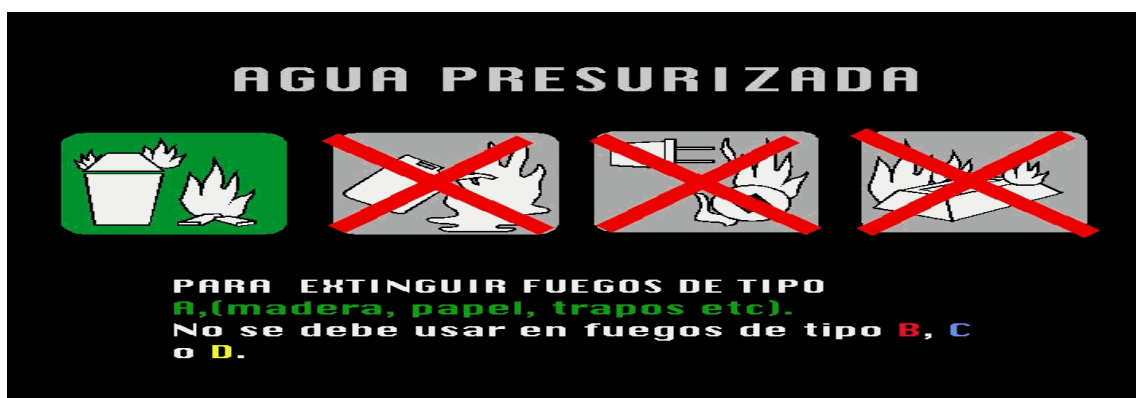 AGUA PRESURIZADA
PARA EXTINGUIR FUEGOS DE TIPO
A,(madera, papel, trapos etc).
No se debe usar en fuegos de tipo B, C
o D.